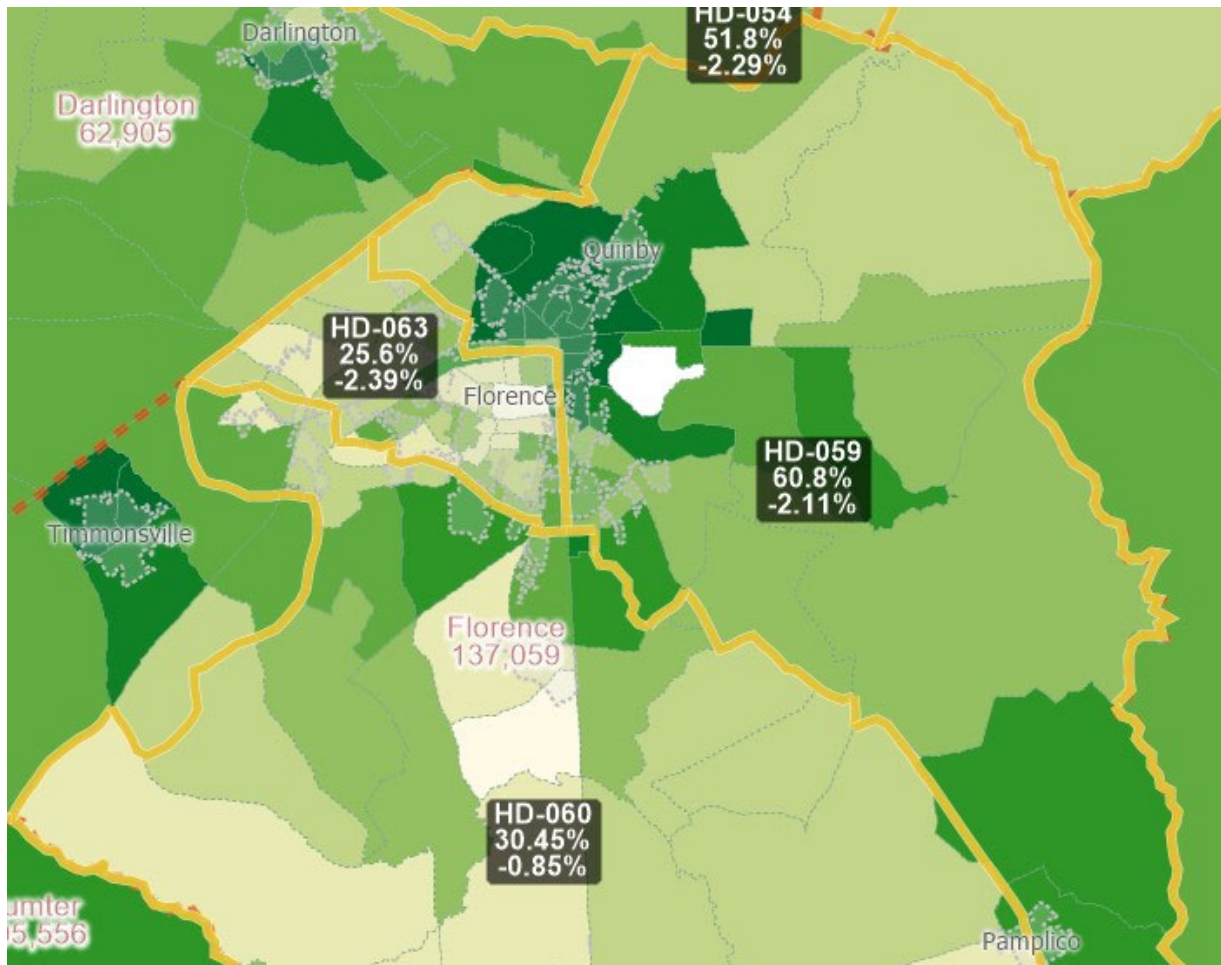 HD-054
51.8%
-2.29%
Darlington
Darlington
62,905
Quinby
HD-063
25.6%
-2.39%
Florence
HD-059
60.8%
-2.11%
Timmonsville
Florence
137,059
HD-060
30.45%
-0.85%
umter
5,556
Pamplico